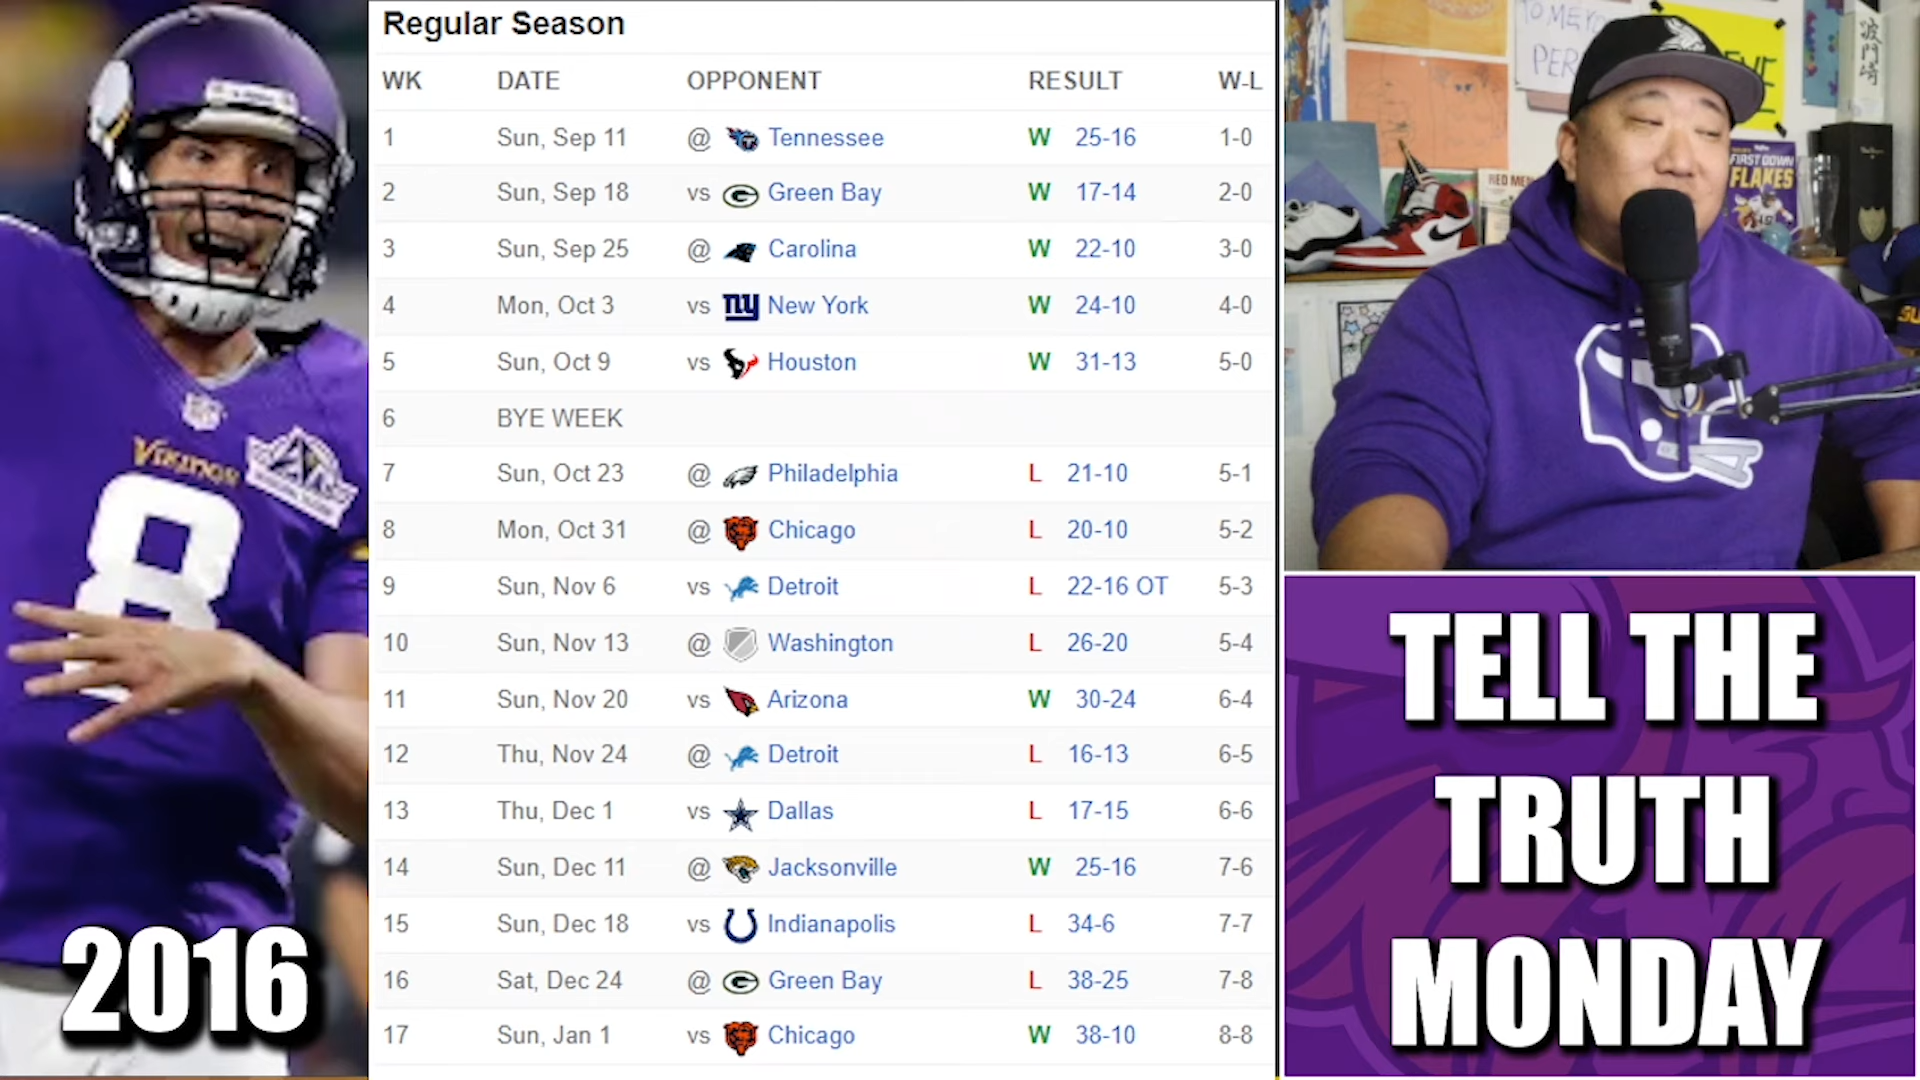 Regular Season
WK DATE OPPONENT RESULT W-L
1 Sun, Sep 11 @ Tennessee W 25-16 1-0
2 Sun, Sep 18 vs Green Bay W 17-14 2-0
3 Sun, Sep 25 @ Carolina W 22-10 3-0
4 Mon, Oct 3 vs ny New York W 24-10 4-0
5 Sun, Oct 9 vs Houston W 31-13 5-0
6 BYE WEEK
7 Sun, Oct 23 @ Philadelphia L 21-10 5-1
8 Mon, Oct 31 @ Chicago L 20-10 5-2
9 Sun, Nov 6 vs Detroit L 22-16 OT 5-3
10 Sun, Nov 13 @ Washington L 26-20 5-4
11 Sun, Nov 20 vs Arizona W 30-24 6-4
12 Thu, Nov 24 @ Detroit L 16-13 6-5
13 Thu, Dec 1 vs Dallas L 17-15 6-6
14 Sun, Dec 11 @ Jacksonville W 25-16 7-6
15 Sun, Dec 18 vs Indianapolis L 34-6 7-7
16 Sat, Dec 24 @ Green Bay L 38-25 7-8
17 Sun, Jan 1 vs Chicago W 38-10 8-8
VIKINGS
8
2016
TO ME
PER
FIRST DOWN
FLAKES
RED
TELL THE
TRUTH
MONDAY